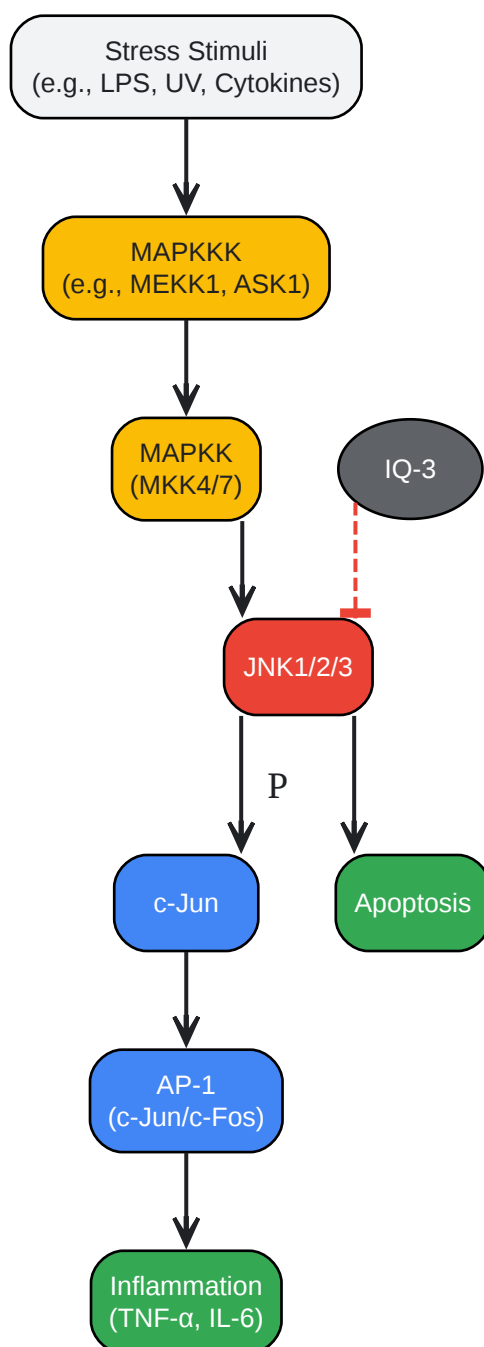 Stress Stimuli
(e.g., LPS, UV, Cytokines)
MAPKKK
(e.g., MEKK1, ASK1)
MAPKK
(MKK4/7)
IQ-3
JNK1/2/3
P
c-Jun
Apoptosis
AP-1
(c-Jun/c-Fos)
Inflammation
(TNF-α, IL-6)